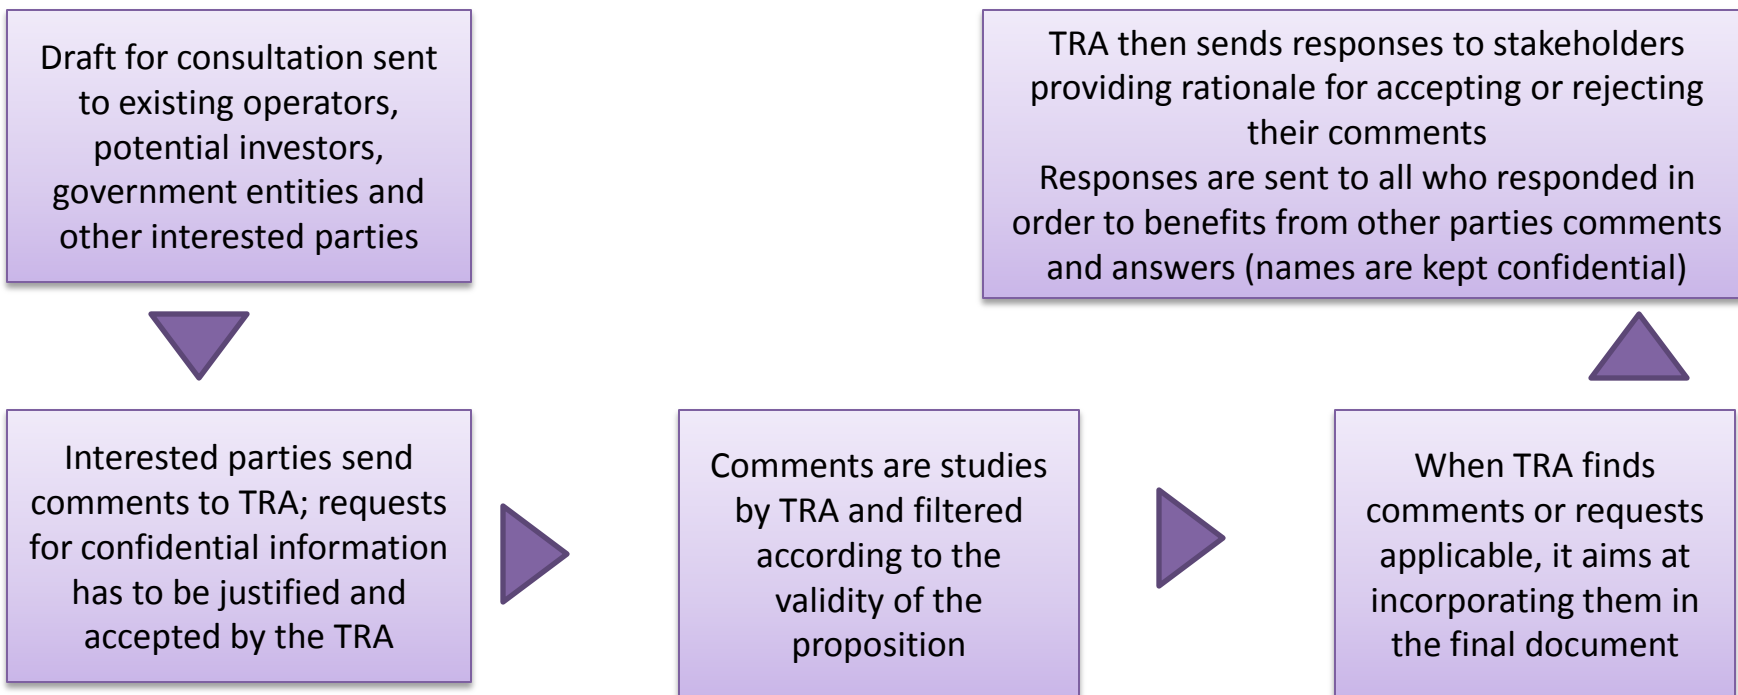 Draft for consultation sent
to existing operators,
potential investors,
government entities and
other interested parties
Interested parties send
comments to TRA; requests
for confidential information
has to be justified and
accepted by the TRA
Comments are studies
by TRA and filtered
according to the
validity of the
proposition
When TRA finds
comments or requests
applicable, it aims at
incorporating them in
the final document
TRA then sends responses to stakeholders
providing rationale for accepting or rejecting
their comments
Responses are sent to all who responded in
order to benefits from other parties comments
and answers (names are kept confidential)